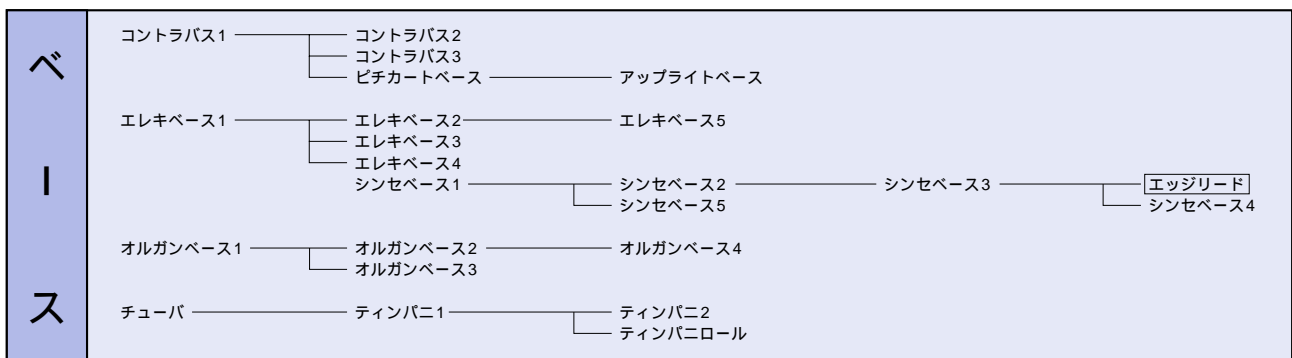 ベース
コントラバス1 コントラバス2
コントラバス3
ピチカートベース アップライトベース
エレキベース1 エレキベース2 エレキベース5
エレキベース3
エレキベース4
シンセベース1 シンセベース2 シンセベース3 エッジリード
シンセベース5 シンセベース4
オルガンベース1 オルガンベース2 オルガンベース4
オルガンベース3
チューバ ティンパニ1 ティンパニ2
ティンパニロール